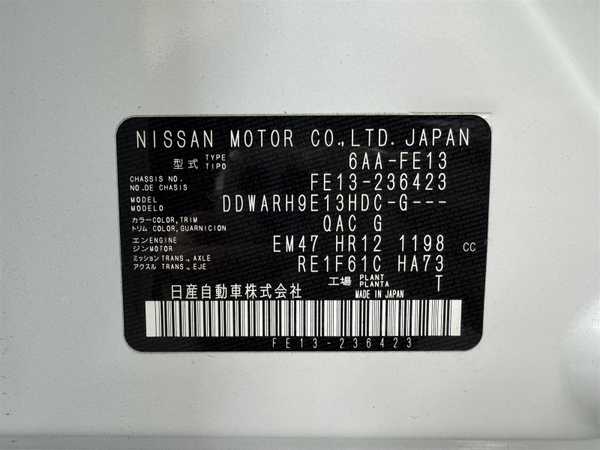 NISSAN MOTOR CO.,LTD. JAPAN
型式 TYPE TIPO 6AA-FE13
CHASSIS NO. NO.DE CHASIS FE13-236423
MODEL MODELO DDWARH9E13HDC-G---
カラー COLOR, TRIM トリム COLOR, GUARNI QAC G
エンジン ENGINE MOTOR EM47 HR12 1198 CC
ミッション TRANS., AXLE アクスル TRANS., EJE RE1F61C HA73
工場 PLANT PLANTA T
日産自動車株式会社 MADE IN JAPAN
FE13-236423